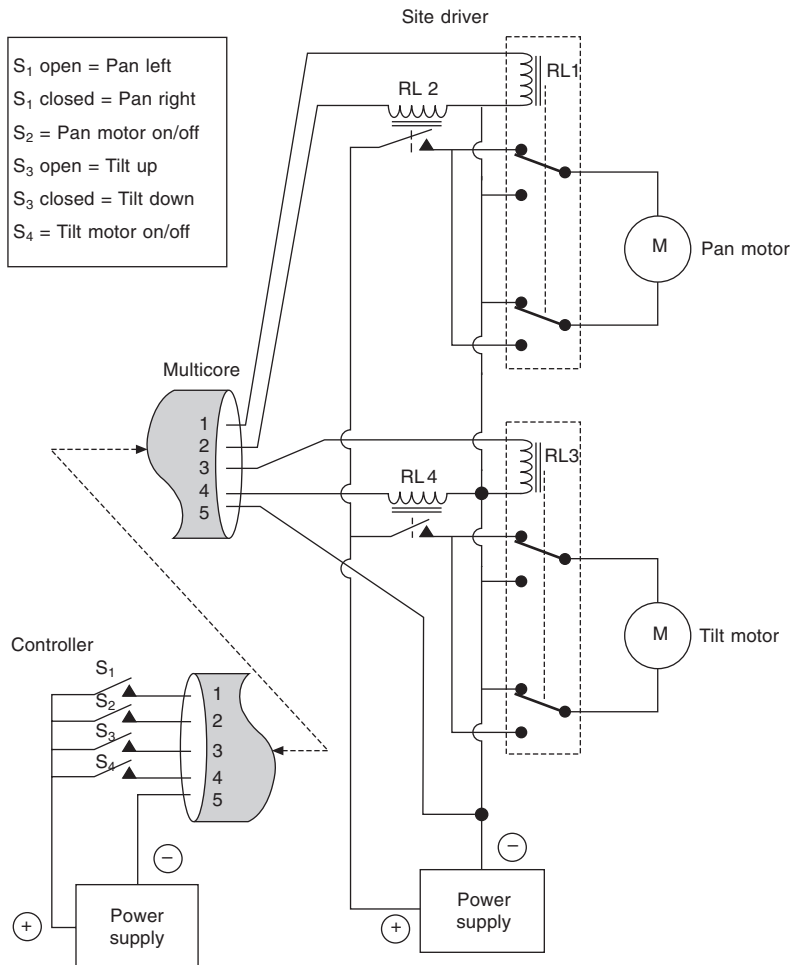 Site driver
S₁ open = Pan left
S₁ closed = Pan right
S₂ = Pan motor on/off
S₃ open = Tilt up
S₃ closed = Tilt down
S₄ = Tilt motor on/off
RL1
RL 2
M
Pan motor
Multicore
1
2
3
4
5
RL3
RL 4
M
Tilt motor
Controller
S₁
S₂
S₃
S₄
1
2
3
4
5
−
+
Power
supply
−
+
Power
supply